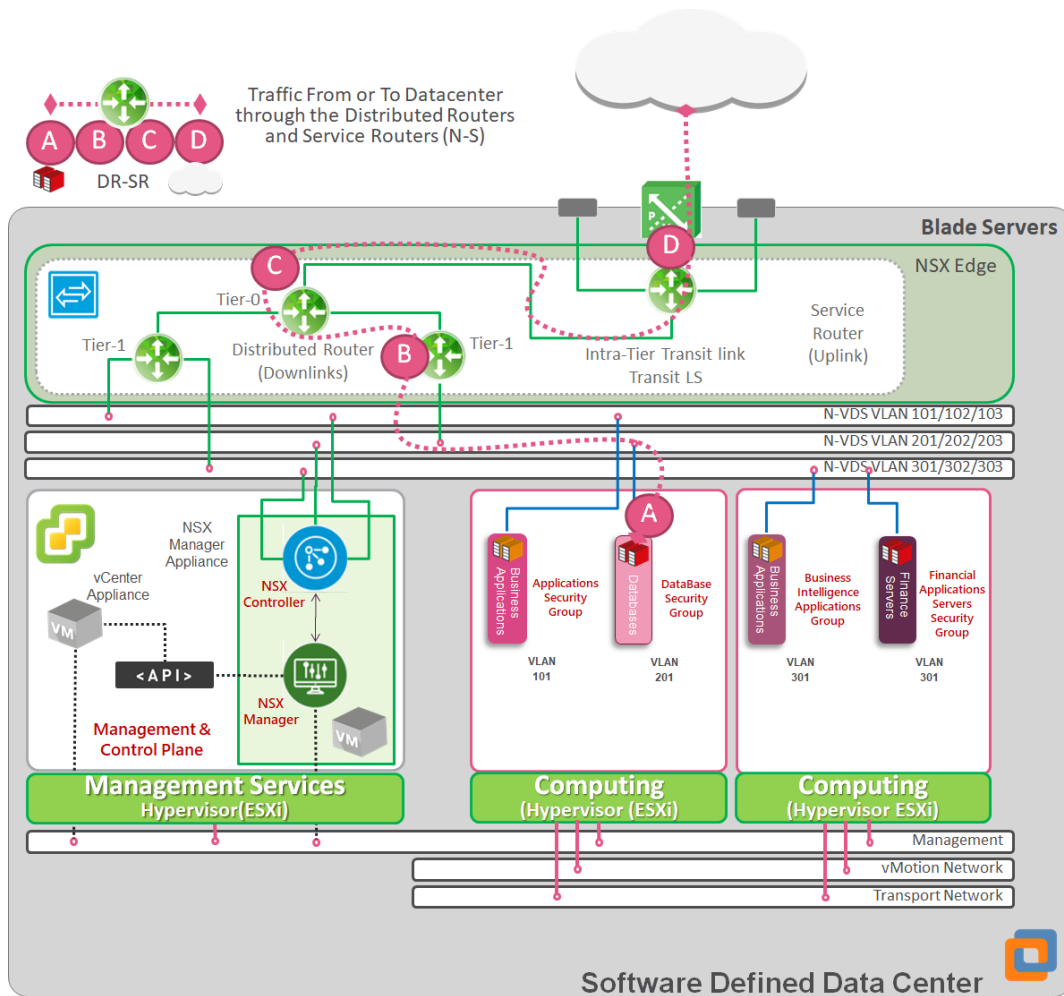 Traffic From or To Datacenter
through the Distributed Routers
and Service Routers (N-S)
A B C D
DR-SR
Blade Servers
NSX Edge
P
D
C
Tier-0
Tier-1
Distributed Router
(Downlinks)
B
Tier-1
Intra-Tier Transit link
Transit LS
Service
Router
(Uplink)
N-VDS VLAN 101/102/103
N-VDS VLAN 201/202/203
N-VDS VLAN 301/302/303
NSX
Manager
Appliance
vCenter
Appliance
VM
NSX
Controller
<API>
NSX
Manager
VM
Management &
Control Plane
A
Business
Applications
Applications
Security
Group
Databases
DataBase
Security
Group
VLAN
101
VLAN
201
Business
Applications
Business
Intelligence
Applications
Group
Finance
Servers
Financial
Applications
Servers
Security
Group
VLAN
301
VLAN
301
Management Services
Hypervisor(ESXi)
Computing
(Hypervisor (ESXi)
Computing
(Hypervisor ESXi)
Management
vMotion Network
Transport Network
Software Defined Data Center